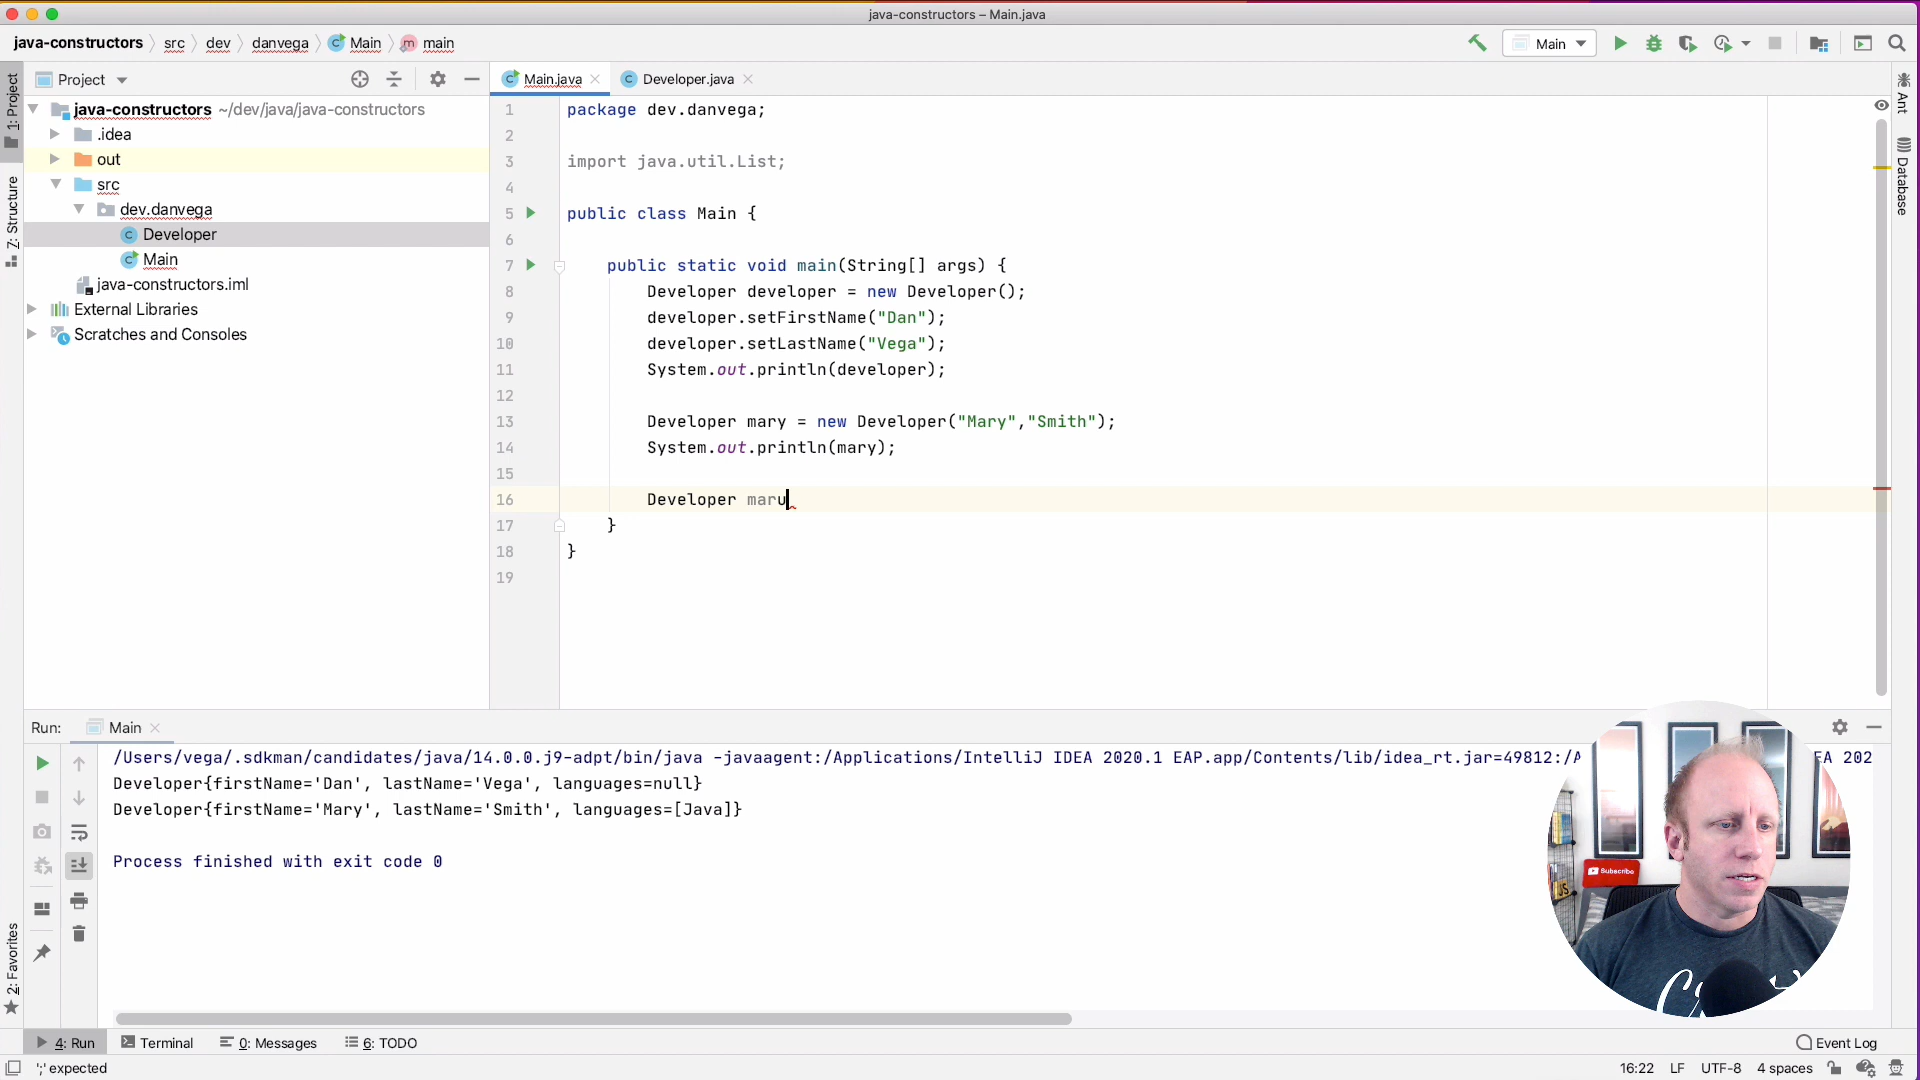 java-constructors – Main.java
java-constructors src dev danvega Main main
Main
1: Project
Project
Main.java Developer.java
Ant
Database
java-constructors ~/dev/java/java-constructors
.idea
out
src
dev.danvega
Developer
Main
java-constructors.iml
External Libraries
Scratches and Consoles
7: Structure
2: Favorites
1 package dev.danvega;
2
3 import java.util.List;
4
5 public class Main {
6
7 public static void main(String[] args) {
8 Developer developer = new Developer();
9 developer.setFirstName("Dan");
10 developer.setLastName("Vega");
11 System.out.println(developer);
12
13 Developer mary = new Developer("Mary","Smith");
14 System.out.println(mary);
15
16 Developer maru
17 }
18 }
19
Run: Main
/Users/vega/.sdkman/candidates/java/14.0.0.j9-adpt/bin/java -javaagent:/Applications/IntelliJ IDEA 2020.1 EAP.app/Contents/lib/idea_rt.jar=49812:/A EA 202
Developer{firstName='Dan', lastName='Vega', languages=null}
Developer{firstName='Mary', lastName='Smith', languages=[Java]}
Process finished with exit code 0
Subscribe
JS
4: Run Terminal 0: Messages 6: TODO Event Log
';' expected 16:22 LF UTF-8 4 spaces